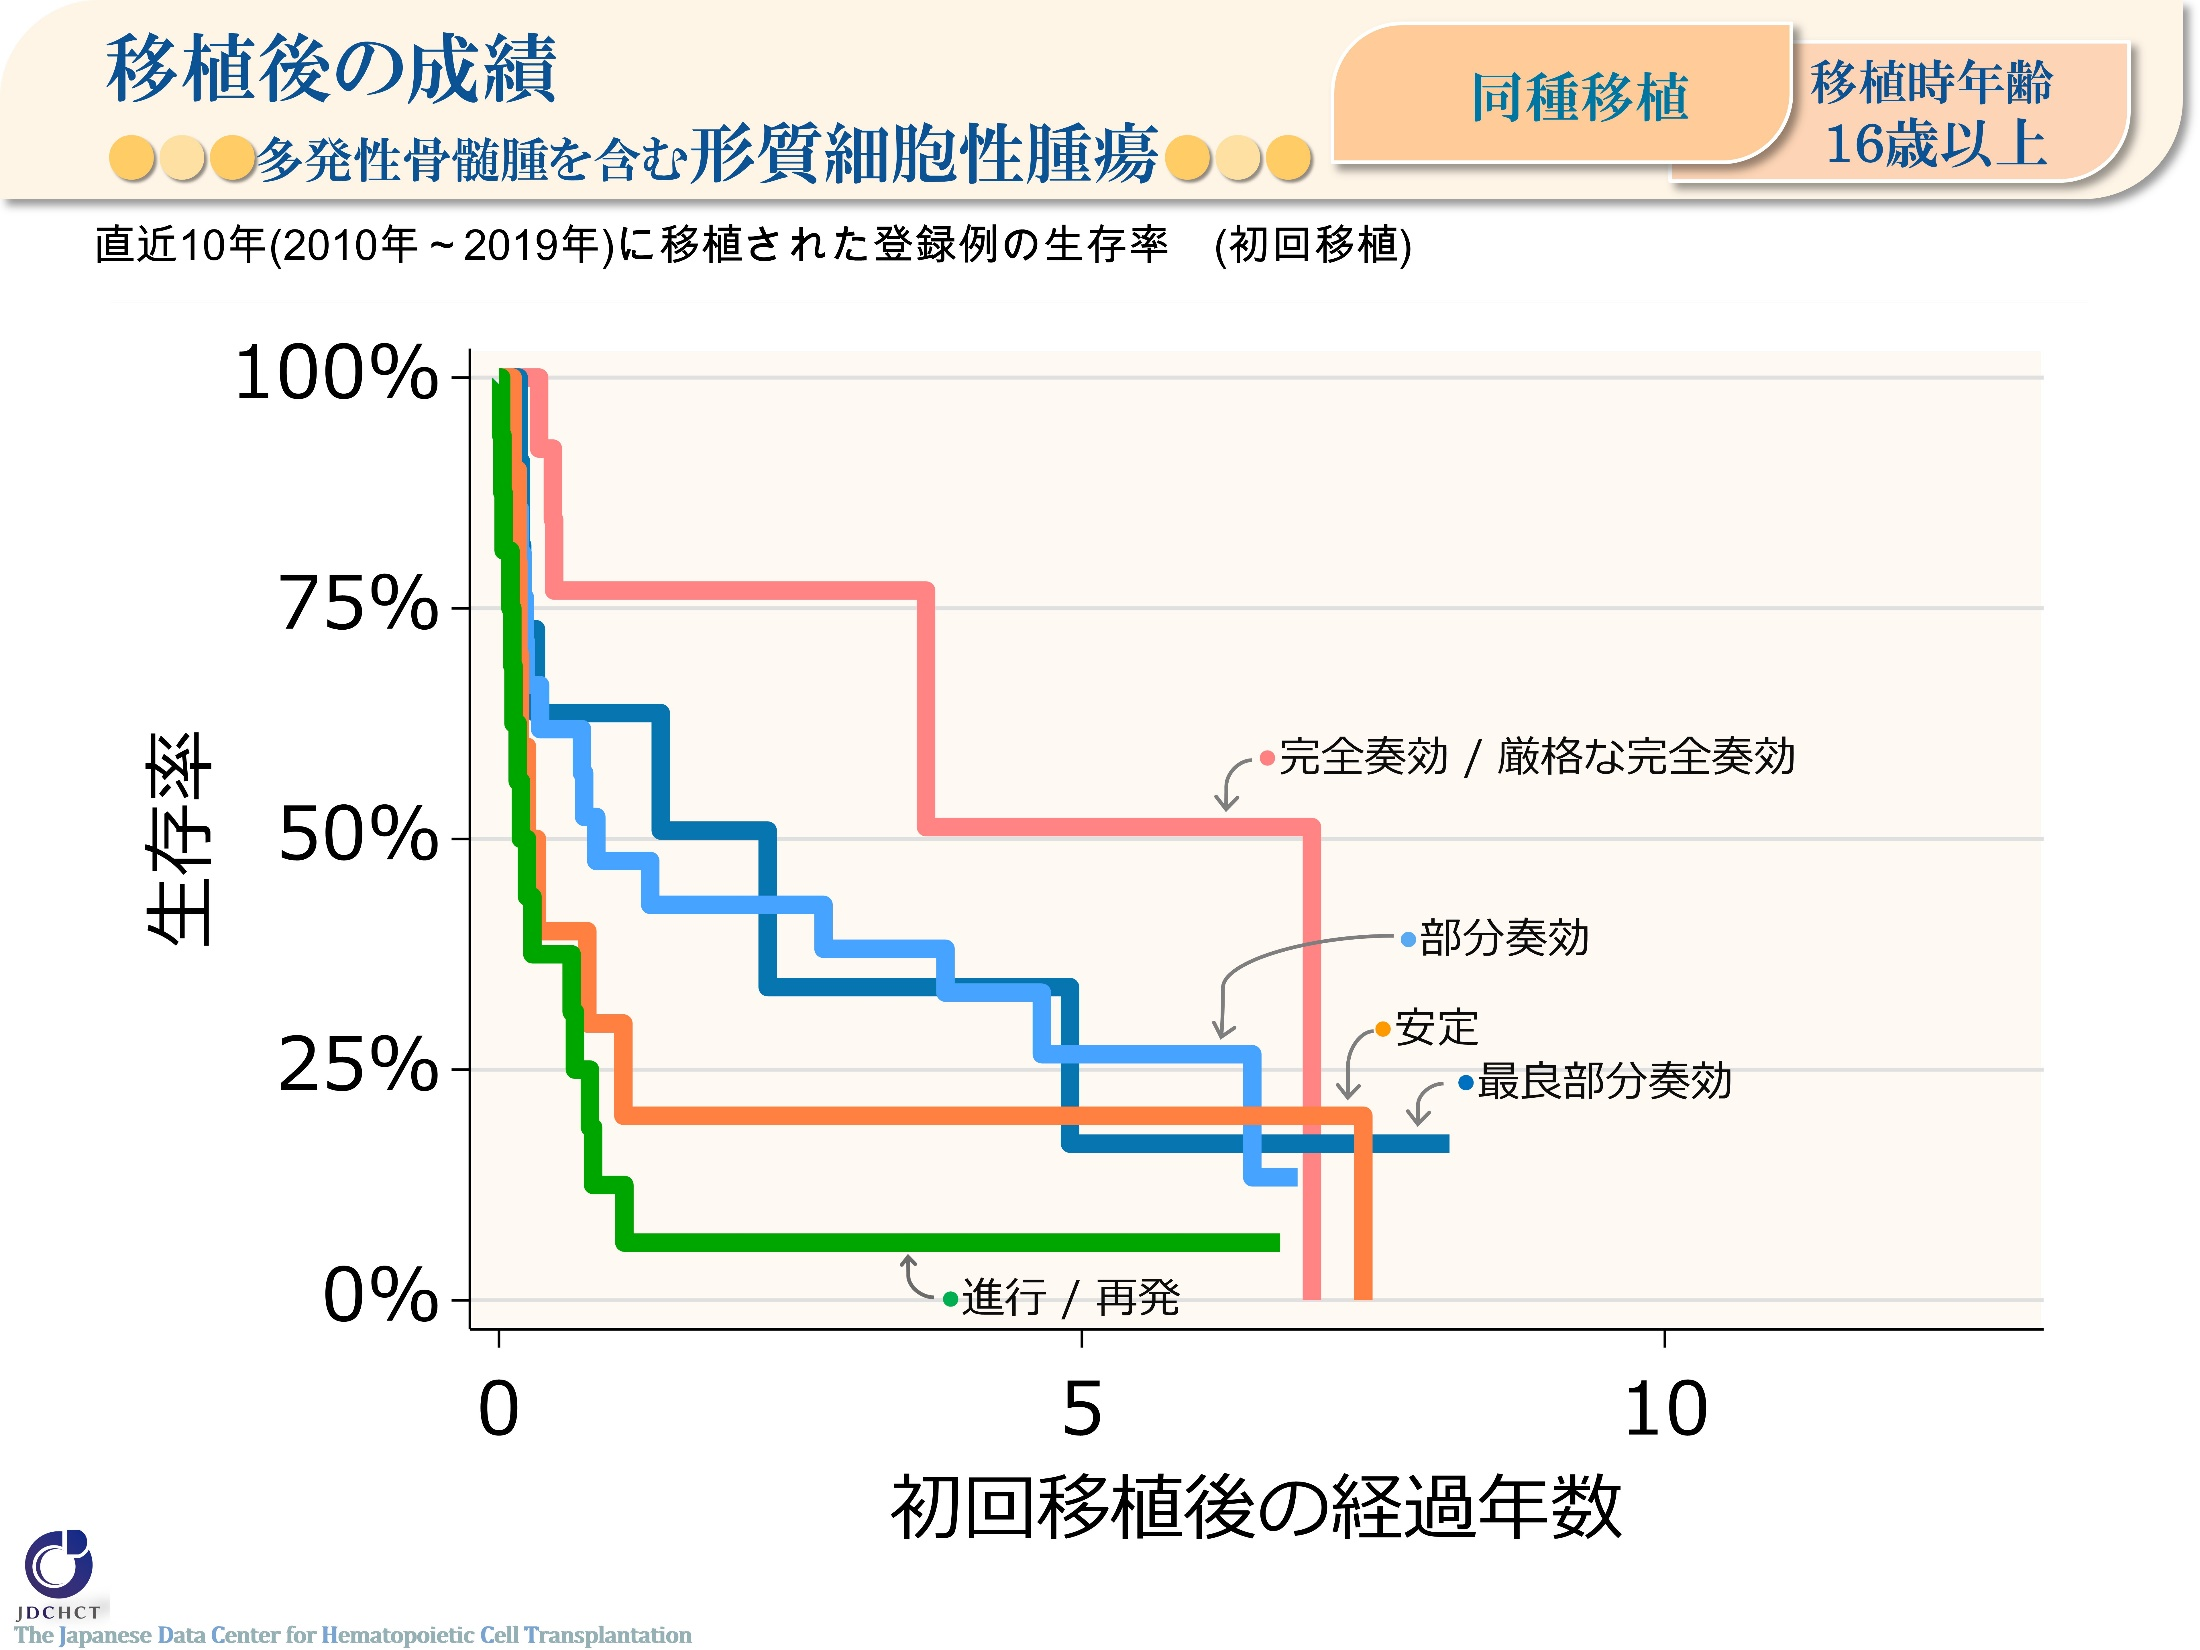 移植後の成績
多発性骨髄腫を含む形質細胞性腫瘍
同種移植
移植時年齢
16歳以上
直近10年(2010年～2019年)に移植された登録例の生存率　(初回移植)
100%
75%
50%
25%
0%
生存率
完全奏効 / 厳格な完全奏効
部分奏効
安定
最良部分奏効
進行 / 再発
0
5
10
初回移植後の経過年数
JDCHCT
The Japanese Data Center for Hematopoietic Cell Transplantation